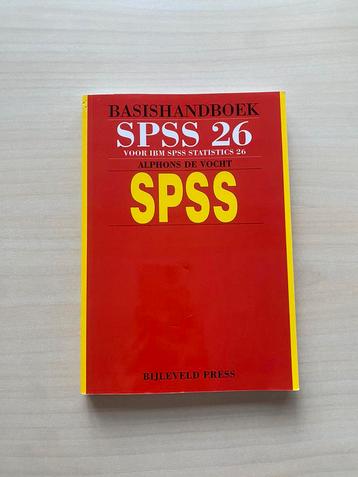 BASISHANDBOEK
SPSS 26
VOOR IBM SPSS STATISTICS 26
ALPHONS DE VOCHT
SPSS
BIJLEVELD PRESS